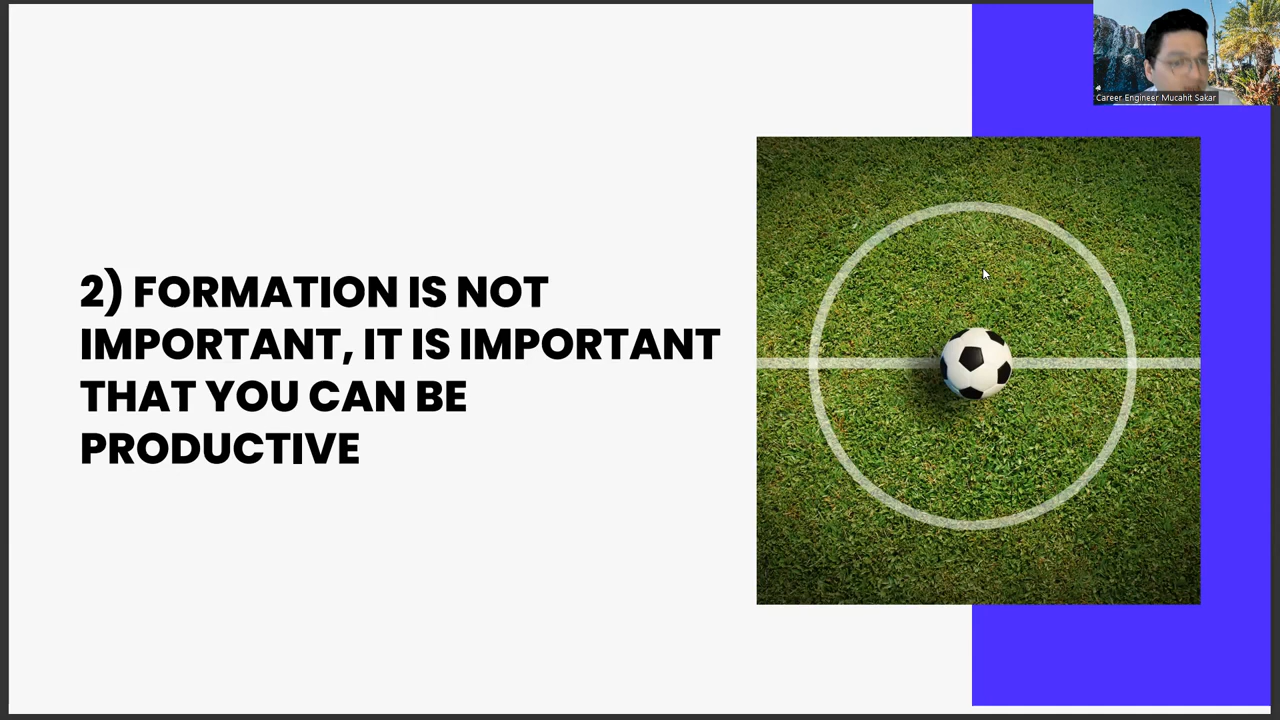 Career Engineer Mucahit Sakar
2) FORMATION IS NOT
IMPORTANT, IT IS IMPORTANT
THAT YOU CAN BE
PRODUCTIVE